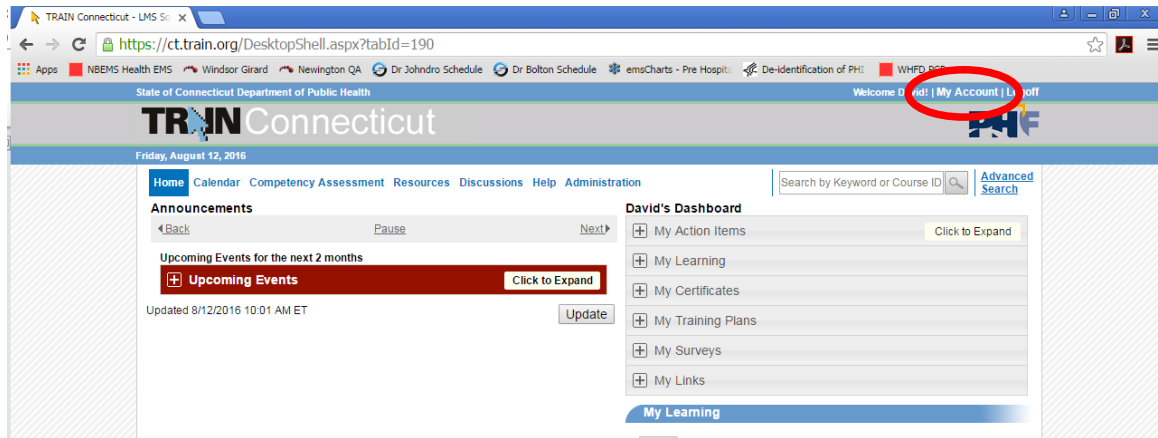 TRAIN Connecticut - LMS So
https://ct.train.org/DesktopShell.aspx?tabId=190
Apps NBEMS Health EMS Windsor Girard Newington QA Dr Johndro Schedule Dr Bolton Schedule emsCharts - Pre Hospit De-identification of PHI WHFD
State of Connecticut Department of Public Health Welcome David! | My Account | Logoff
TRAIN Connecticut PHF
Friday, August 12, 2016
Home Calendar Competency Assessment Resources Discussions Help Administration Search by Keyword or Course ID Advanced Search
Announcements
Back Pause Next
Upcoming Events for the next 2 months
Upcoming Events Click to Expand
Updated 8/12/2016 10:01 AM ET Update
David's Dashboard
My Action Items Click to Expand
My Learning
My Certificates
My Training Plans
My Surveys
My Links
My Learning